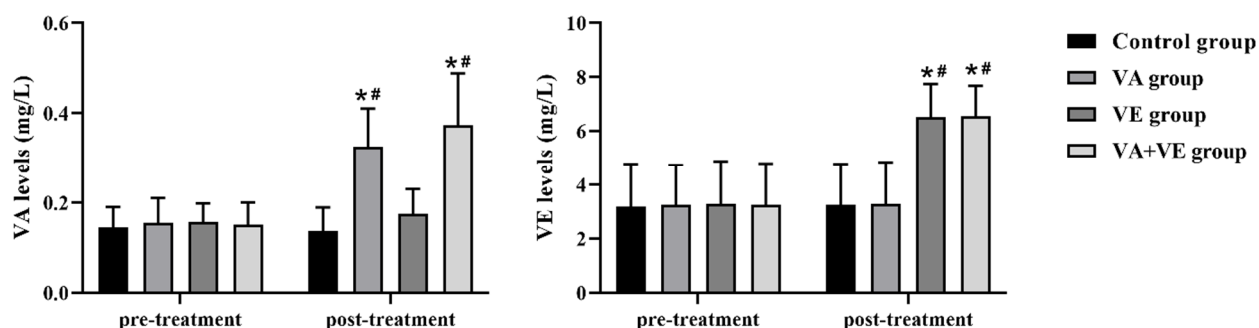 VA levels (mg/L)
0.6
0.4
0.2
0.0
*# *#
pre-treatment post-treatment
VE levels (mg/L)
10
8
6
4
2
0
*# *#
pre-treatment post-treatment
Control group
VA group
VE group
VA+VE group